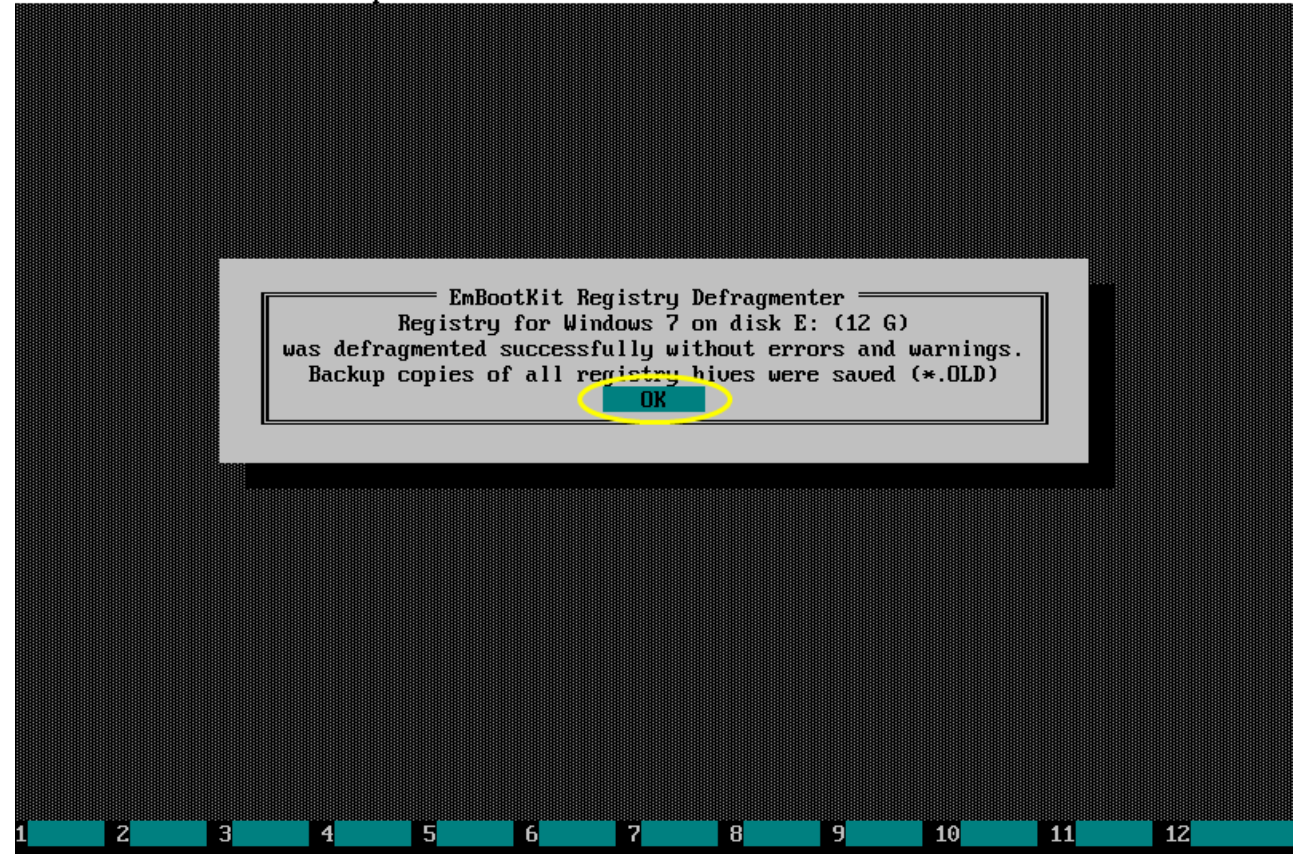 EmBootKit Registry Defragmenter
Registry for Windows 7 on disk E: (12 G)
was defragmented successfully without errors and warnings.
Backup copies of all registry hives were saved (*.OLD)
OK
1 2 3 4 5 6 7 8 9 10 11 12